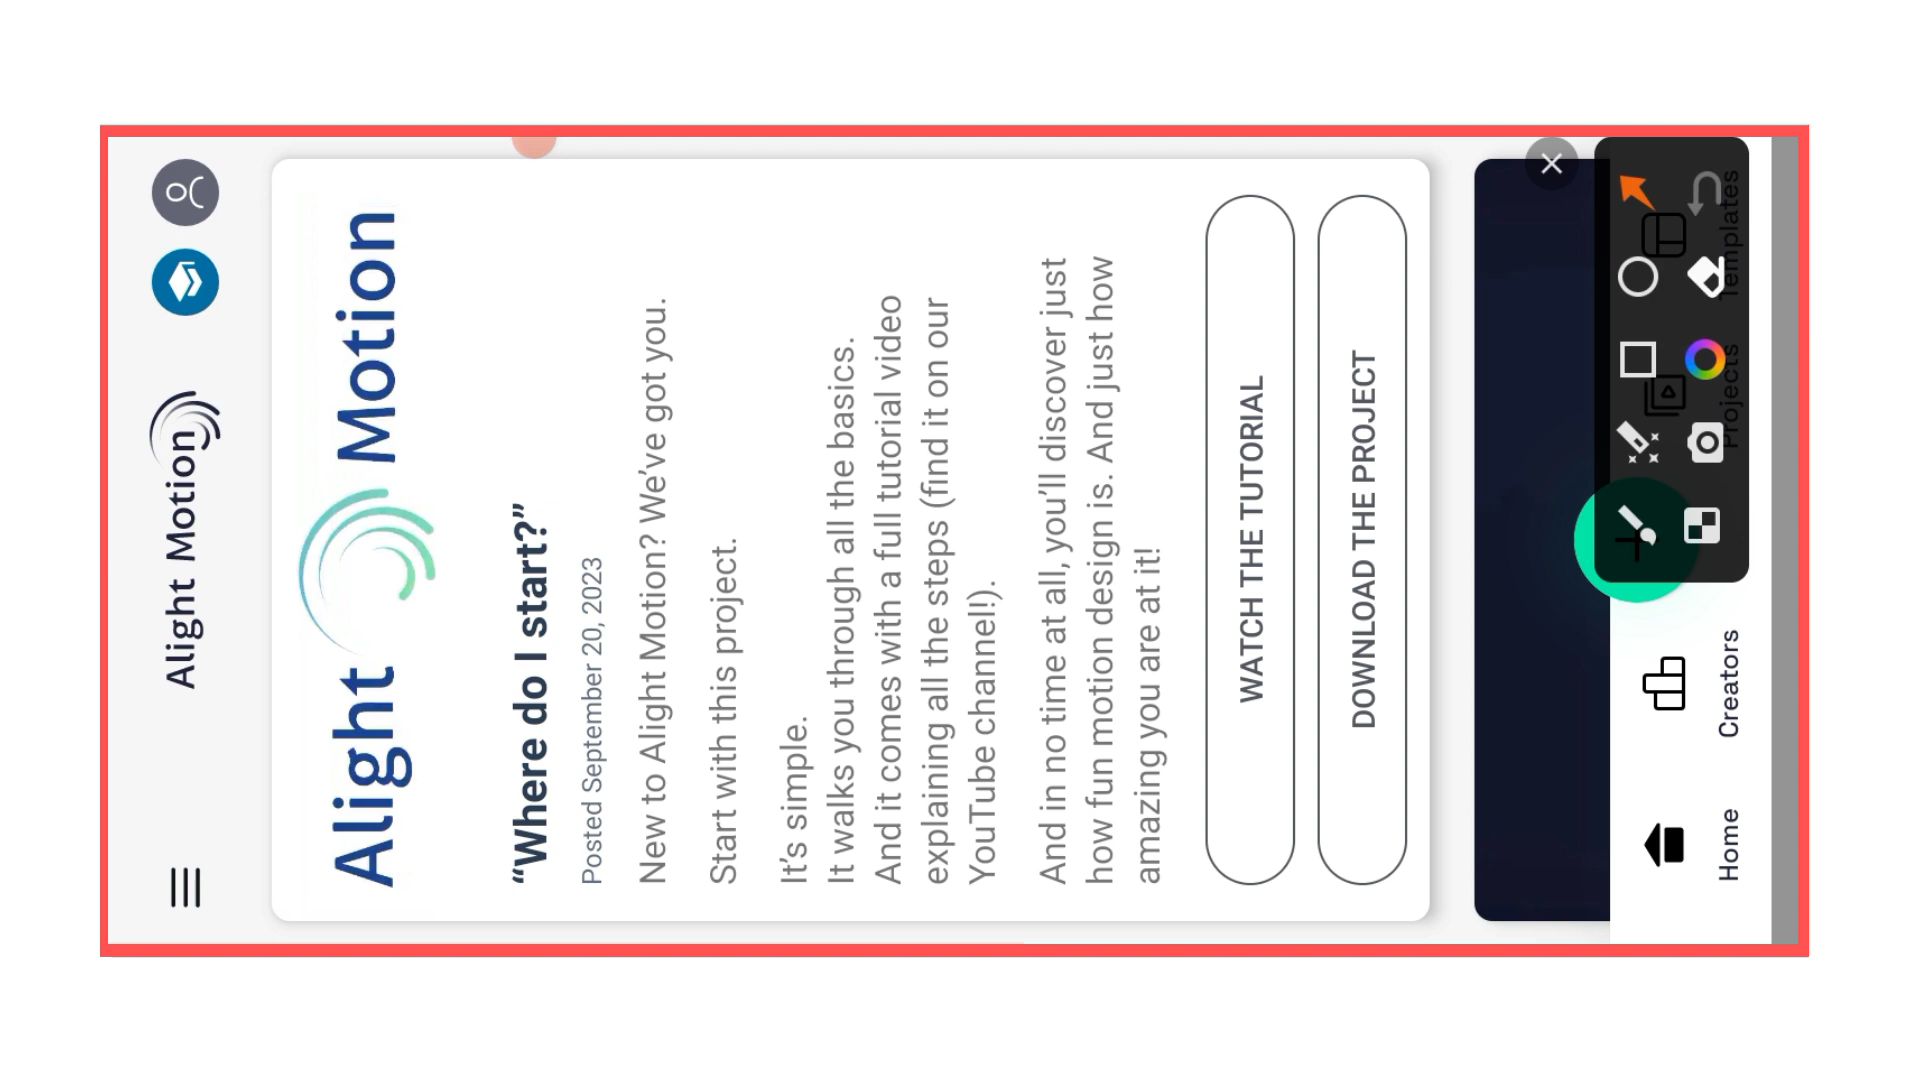 Alight Motion
Alight Motion
“Where do I start?”
Posted September 20, 2023
New to Alight Motion? We’ve got you.
Start with this project.
It’s simple.
It walks you through all the basics.
And it comes with a full tutorial video
explaining all the steps (find it on our
YouTube channel!).
And in no time at all, you’ll discover just
how fun motion design is. And just how
amazing you are at it!
WATCH THE TUTORIAL
DOWNLOAD THE PROJECT
Home
Creators
Projects
Templates